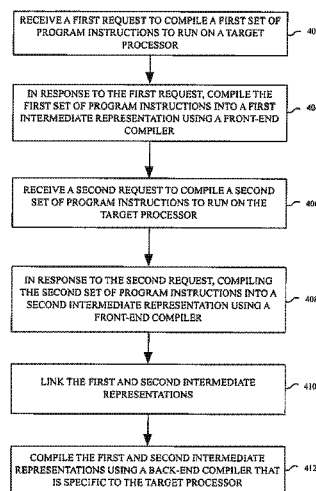 RECEIVE A FIRST REQUEST TO COMPILE A FIRST SET OF
PROGRAM INSTRUCTIONS TO RUN ON A TARGET
PROCESSOR
IN RESPONSE TO THE FIRST REQUEST, COMPILE THE
FIRST SET OF PROGRAM INSTRUCTIONS INTO A FIRST
INTERMEDIATE REPRESENTATION USING A FRONT-END
COMPILER
RECEIVE A SECOND REQUEST TO COMPILE A SECOND
SET OF PROGRAM INSTRUCTIONS TO RUN ON THE
TARGET PROCESSOR
IN RESPONSE TO THE SECOND REQUEST, COMPILING
THE SECOND SET OF PROGRAM INSTRUCTIONS INTO A
SECOND INTERMEDIATE REPRESENTATION USING A
FRONT-END COMPILER
LINK THE FIRST AND SECOND INTERMEDIATE
REPRESENTATIONS
410
COMPILE THE FIRST AND SECOND INTERMEDIATE
REPRESENTATIONS USING A BACK-END COMPILER THAT
IS SPECIFIC TO THE TARGET PROCESSOR
412